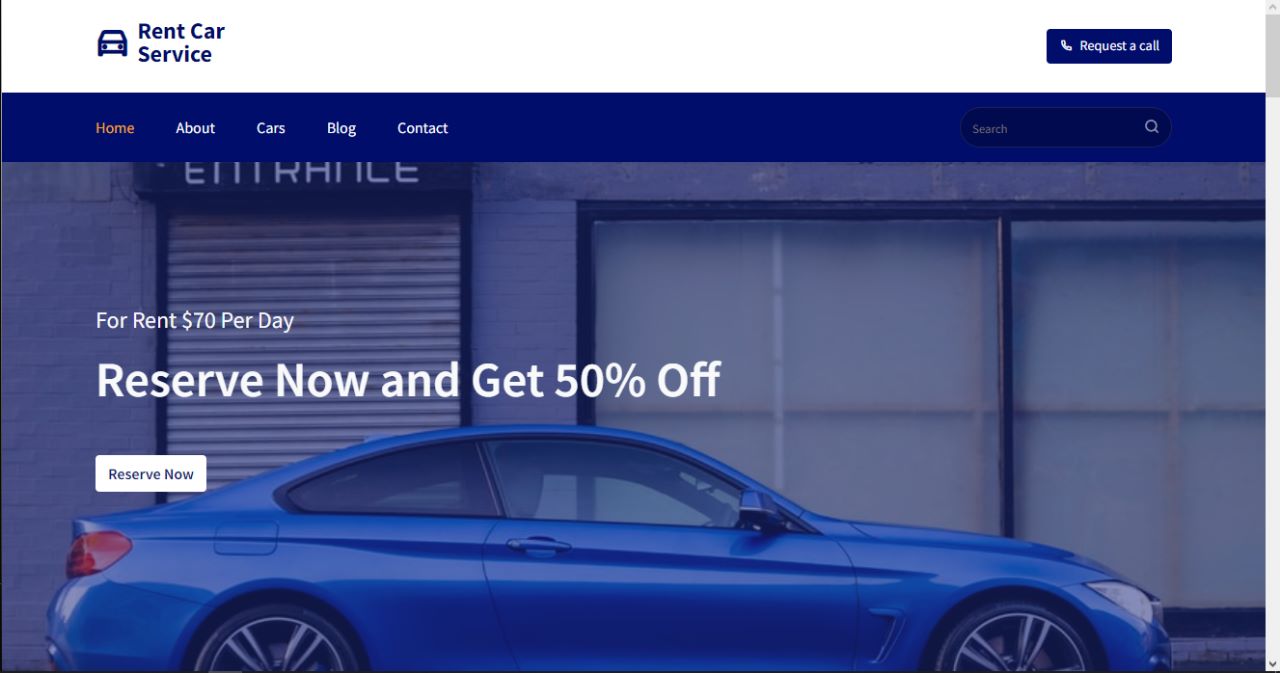 Rent Car
Service
Request a call
Home About Cars Blog Contact
Search
ENTRANCE
For Rent $70 Per Day
Reserve Now and Get 50% Off
Reserve Now